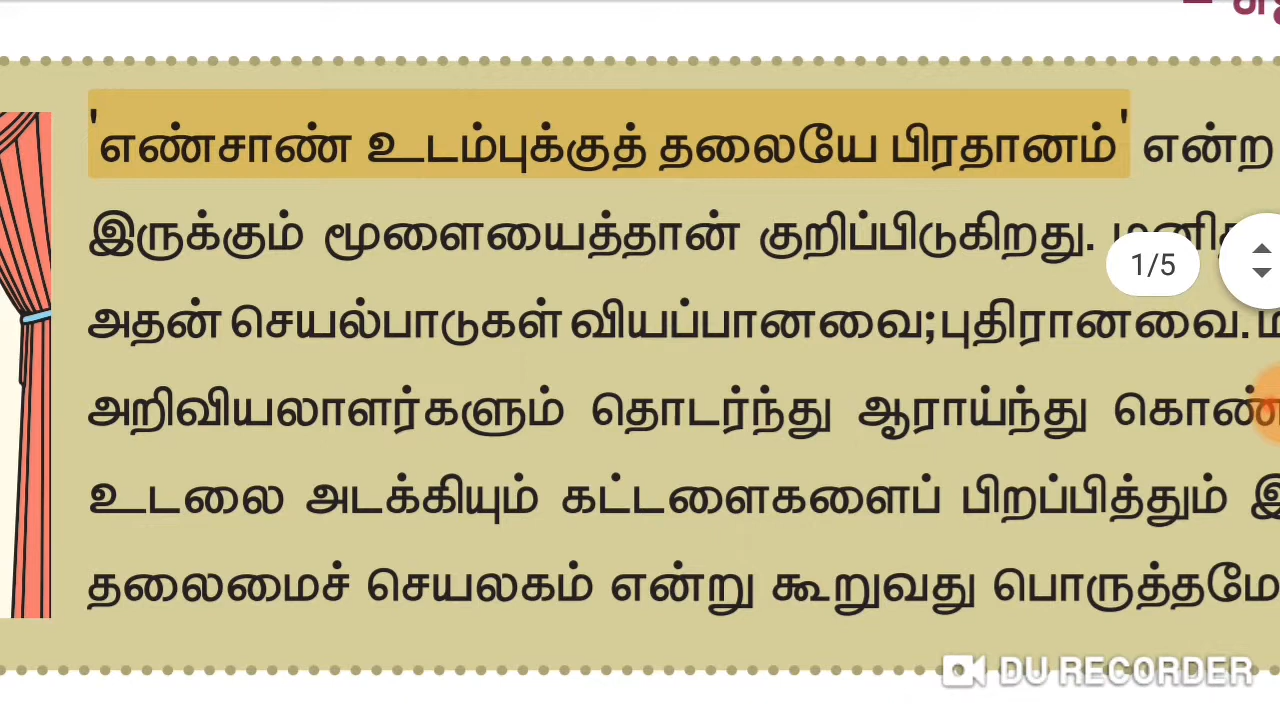 'எண்சாண் உடம்புக்குத் தலையே பிரதானம்' என்ற
இருக்கும் மூளையைத்தான் குறிப்பிடுகிறது.
1/5
அதன் செயல்பாடுகள் வியப்பானவை;புதிரானவை.
அறிவியலாளர்களும் தொடர்ந்து ஆராய்ந்து
உடலை அடக்கியும் கட்டளைகளைப் பிறப்பித்தும்
தலைமைச் செயலகம் என்று கூறுவது பொருத்தமே
DU RECORDER